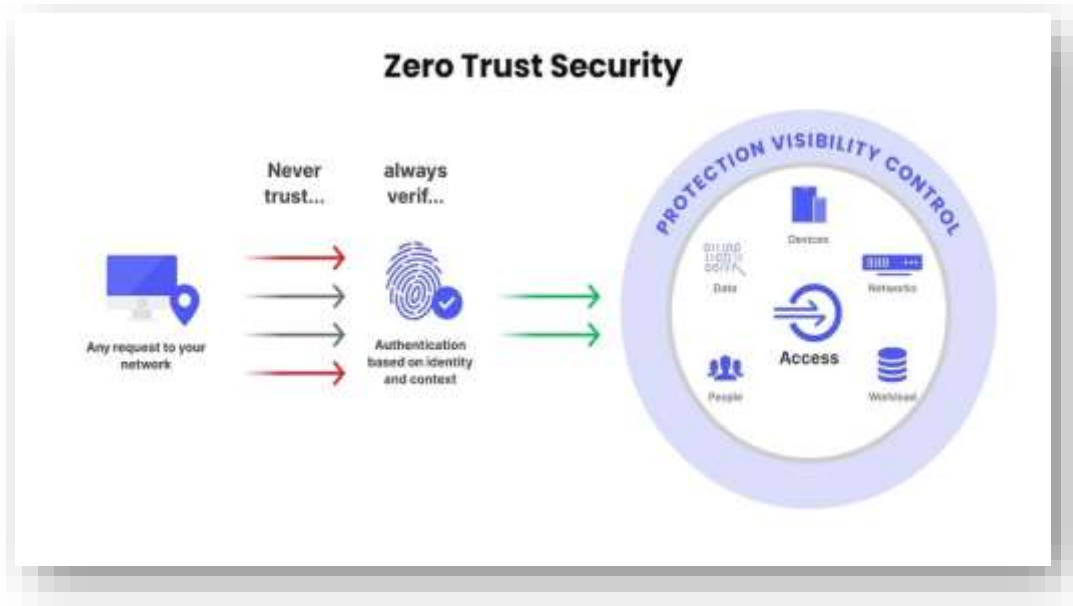 Zero Trust Security
Never
trust...
always
verif...
Any request to your
network
Authentication
based on identity
and context
PROTECTION VISIBILITY CONTROL
Devices
Data
Networks
Access
People
Workload